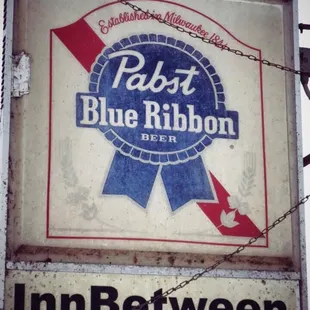 Established in Milwaukee 1844
Pabst
Blue Ribbon
BEER
InnBetween